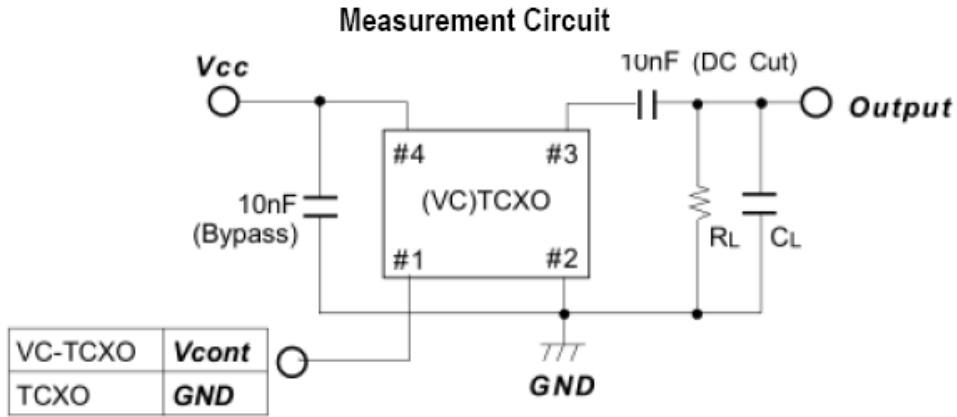 Measurement Circuit
Vcc
10nF (DC Cut)
Output
#4 #3
(VC)TCXO
10nF
(Bypass)
RL CL
#1 #2
VC-TCXO Vcont
TCXO GND
GND